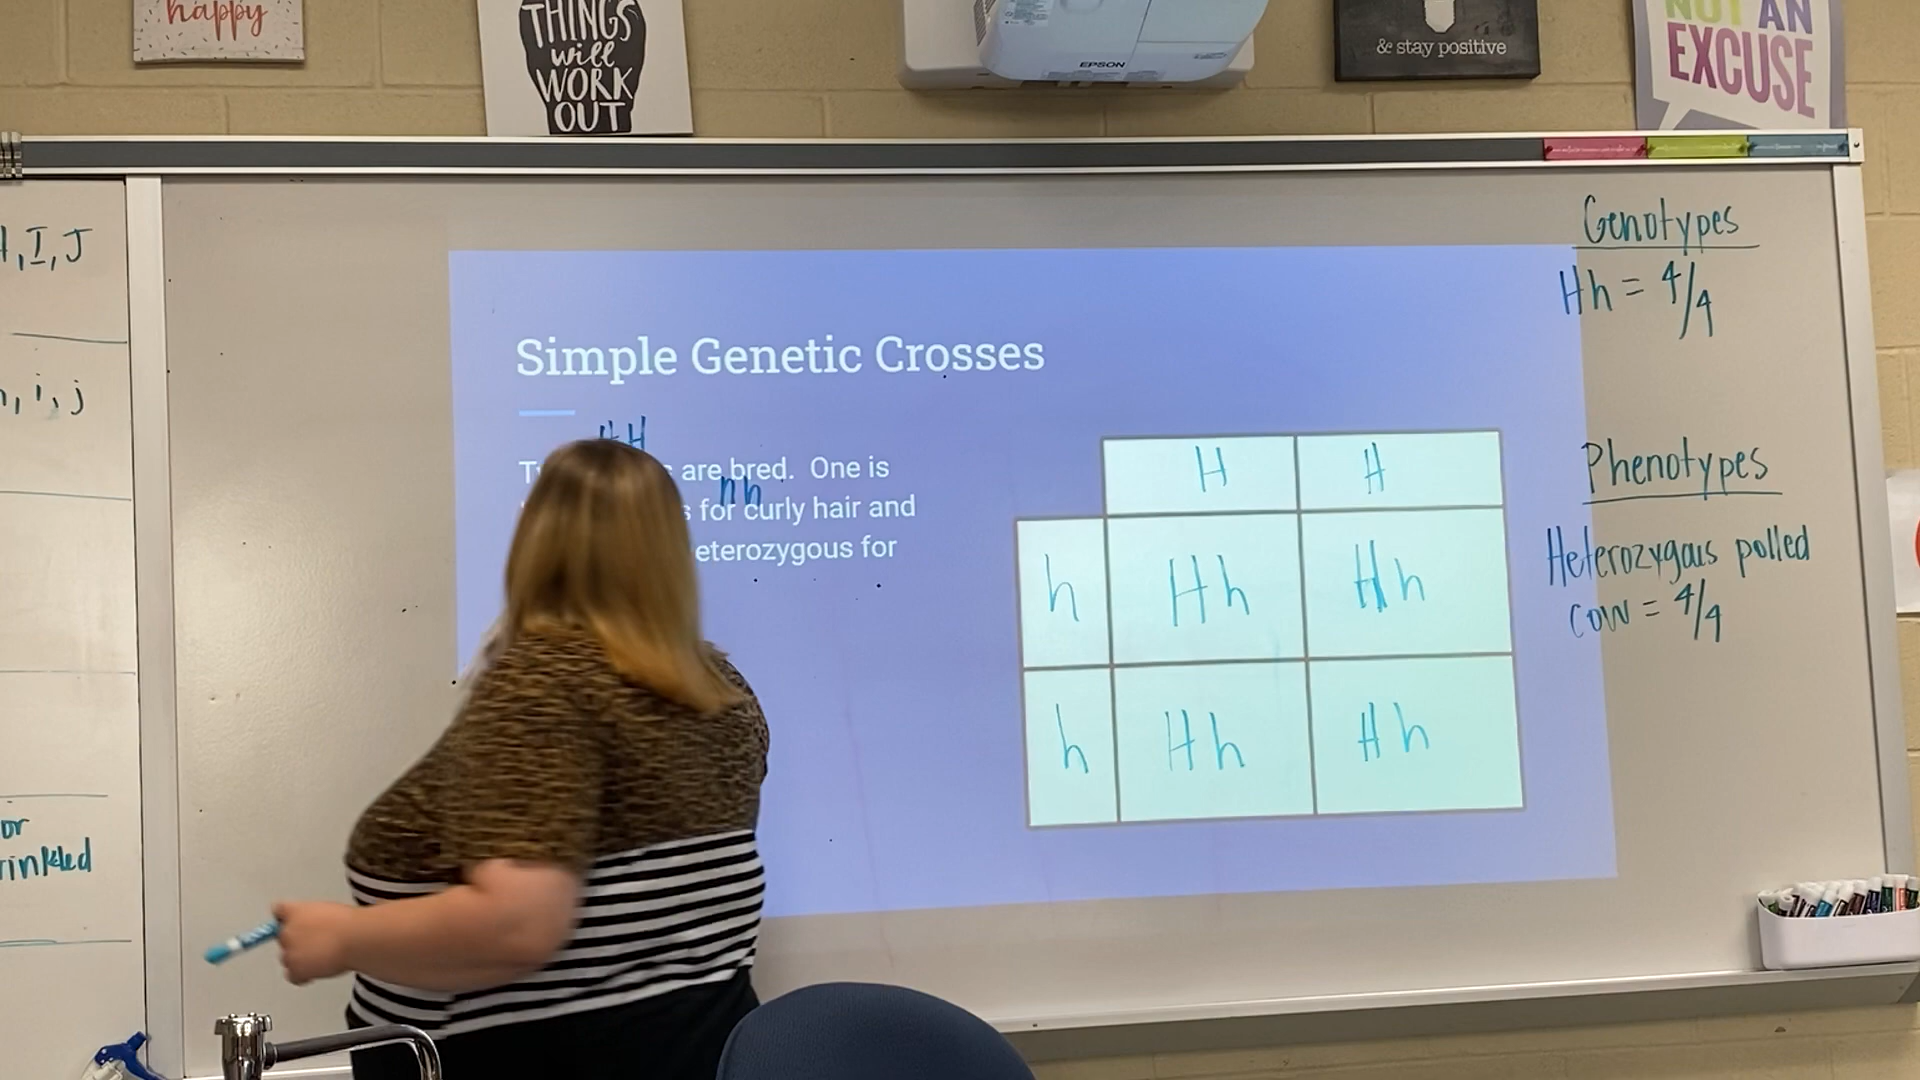 happy
THINGS
will
WORK
OUT
EPSON
& stay positive
NOT AN
EXCUSE
H, I, J
h, i, j
or
rinkled
Simple Genetic Crosses
HH
are bred. One is
hh
for curly hair and
eterozygous for
H H
h Hh Hh
h Hh Hh
Genotypes
Hh = 4/4
Phenotypes
Heterozygous polled
cow = 4/4